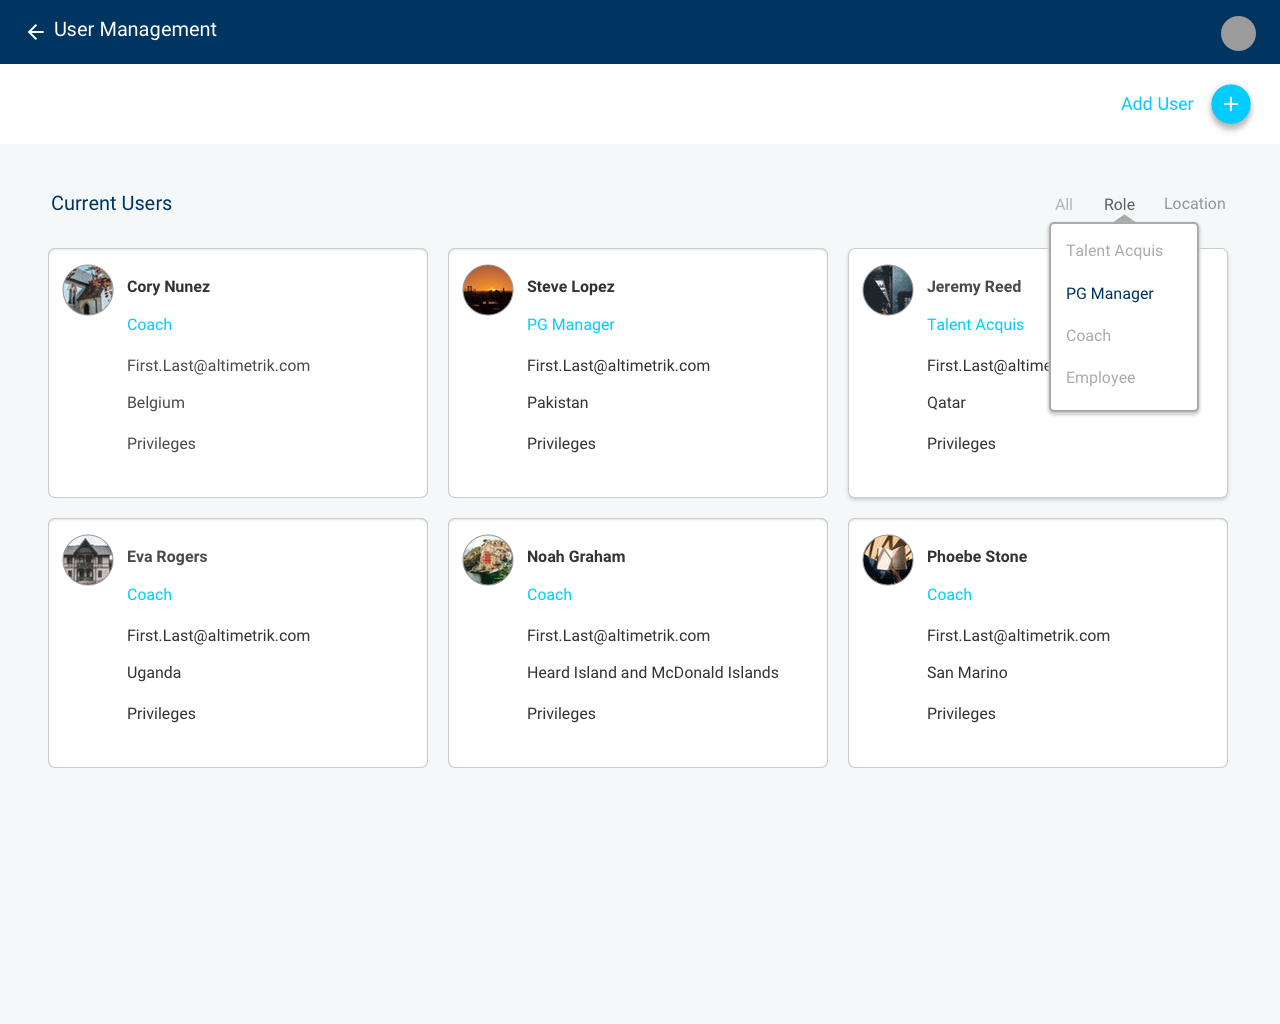 User Management
Add User
Current Users
All Role Location
Talent Acquis
PG Manager
Coach
Employee
Cory Nunez
Coach
First.Last@altimetrik.com
Belgium
Privileges
Steve Lopez
PG Manager
First.Last@altimetrik.com
Pakistan
Privileges
Jeremy Reed
Talent Acquis
First.Last@altime
Qatar
Privileges
Eva Rogers
Coach
First.Last@altimetrik.com
Uganda
Privileges
Noah Graham
Coach
First.Last@altimetrik.com
Heard Island and McDonald Islands
Privileges
Phoebe Stone
Coach
First.Last@altimetrik.com
San Marino
Privileges